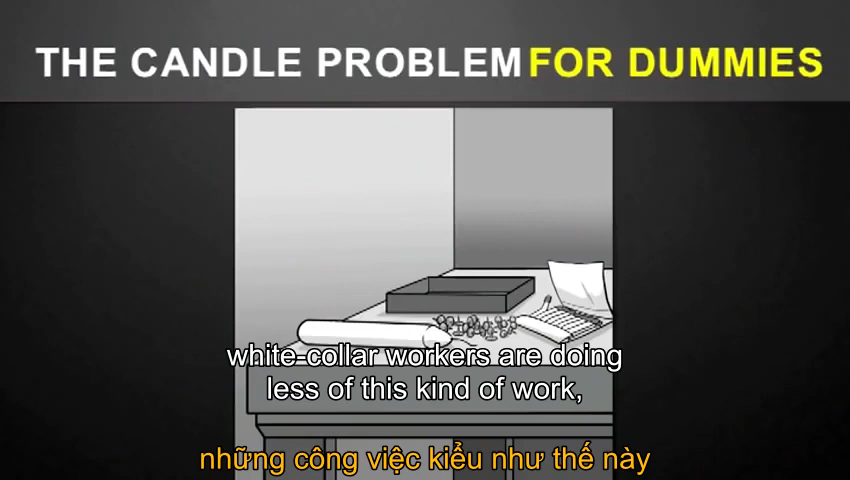 THE CANDLE PROBLEM FOR DUMMIES
white-collar workers are doing
less of this kind of work,
những công việc kiểu như thế này